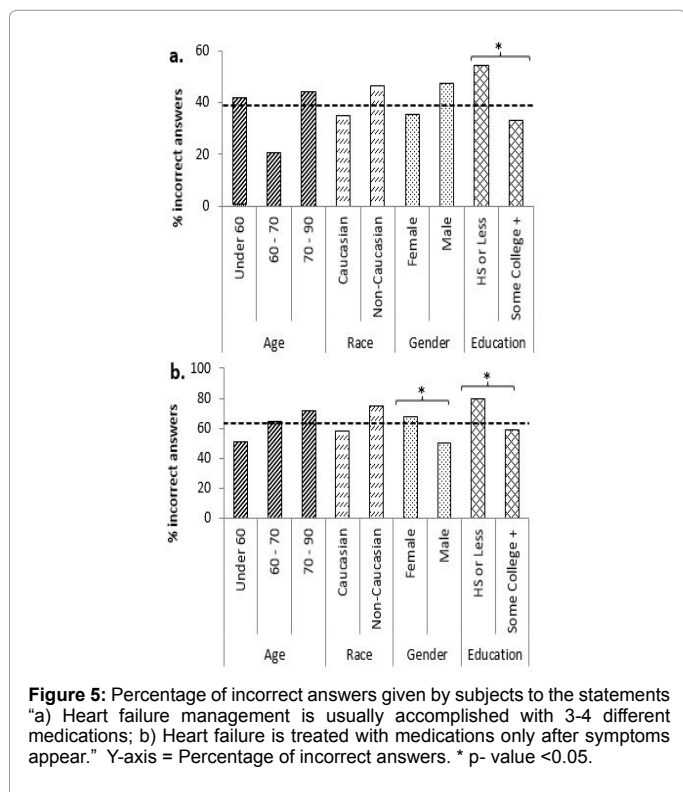 a.
60
40
20
0
% incorrect answers
*
Under 60
60 - 70
70 - 90
Caucasian
Non-Caucasian
Female
Male
HS or Less
Some College +
Age Race Gender Education
b.
100
80
60
40
20
0
% incorrect answers
*
*
Under 60
60 - 70
70 - 90
Caucasian
Non-Caucasian
Female
Male
HS or Less
Some College +
Age Race Gender Education
Figure 5: Percentage of incorrect answers given by subjects to the statements
“a) Heart failure management is usually accomplished with 3-4 different
medications; b) Heart failure is treated with medications only after symptoms
appear.” Y-axis = Percentage of incorrect answers. * p- value <0.05.